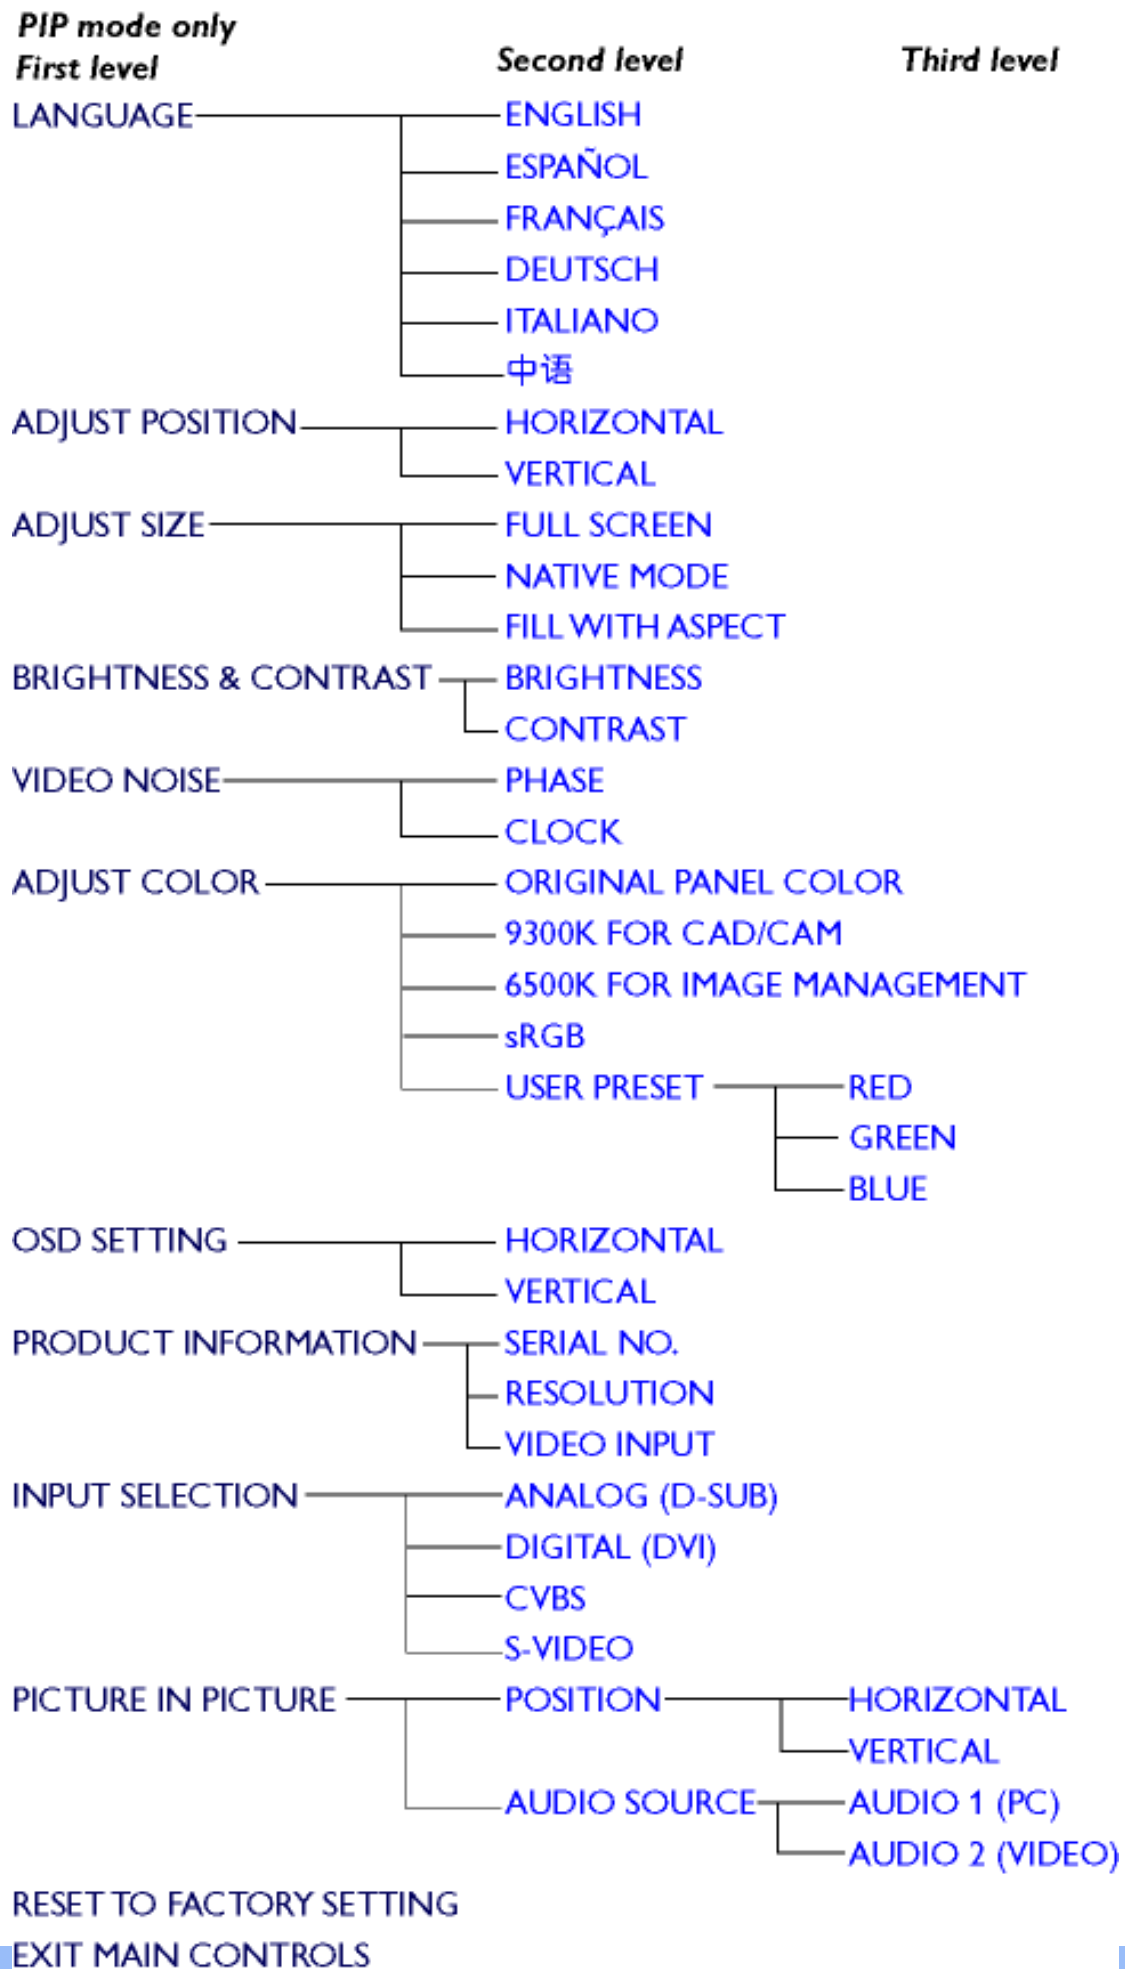 PIP mode only
First level Second level Third level
LANGUAGE ENGLISH
ESPAÑOL
FRANÇAIS
DEUTSCH
ITALIANO
中语
ADJUST POSITION HORIZONTAL
VERTICAL
ADJUST SIZE FULL SCREEN
NATIVE MODE
FILL WITH ASPECT
BRIGHTNESS & CONTRAST BRIGHTNESS
CONTRAST
VIDEO NOISE PHASE
CLOCK
ADJUST COLOR ORIGINAL PANEL COLOR
9300K FOR CAD/CAM
6500K FOR IMAGE MANAGEMENT
sRGB
USER PRESET RED
GREEN
BLUE
OSD SETTING HORIZONTAL
VERTICAL
PRODUCT INFORMATION SERIAL NO.
RESOLUTION
VIDEO INPUT
INPUT SELECTION ANALOG (D-SUB)
DIGITAL (DVI)
CVBS
S-VIDEO
PICTURE IN PICTURE POSITION HORIZONTAL
VERTICAL
AUDIO SOURCE AUDIO 1 (PC)
AUDIO 2 (VIDEO)
RESET TO FACTORY SETTING
EXIT MAIN CONTROLS